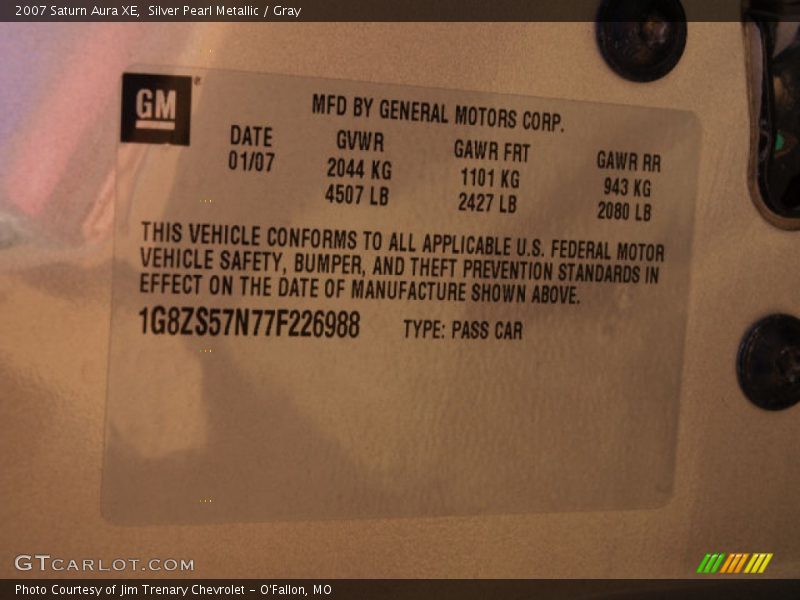 2007 Saturn Aura XE, Silver Pearl Metallic / Gray
GM
MFD BY GENERAL MOTORS CORP.
DATE GVWR GAWR FRT GAWR RR
01/07 2044 KG 1101 KG 943 KG
4507 LB 2427 LB 2080 LB
THIS VEHICLE CONFORMS TO ALL APPLICABLE U.S. FEDERAL MOTOR
VEHICLE SAFETY, BUMPER, AND THEFT PREVENTION STANDARDS IN
EFFECT ON THE DATE OF MANUFACTURE SHOWN ABOVE.
1G8ZS57N77F226988 TYPE: PASS CAR
GTCARLOT.COM
Photo Courtesy of Jim Trenary Chevrolet - O'Fallon, MO